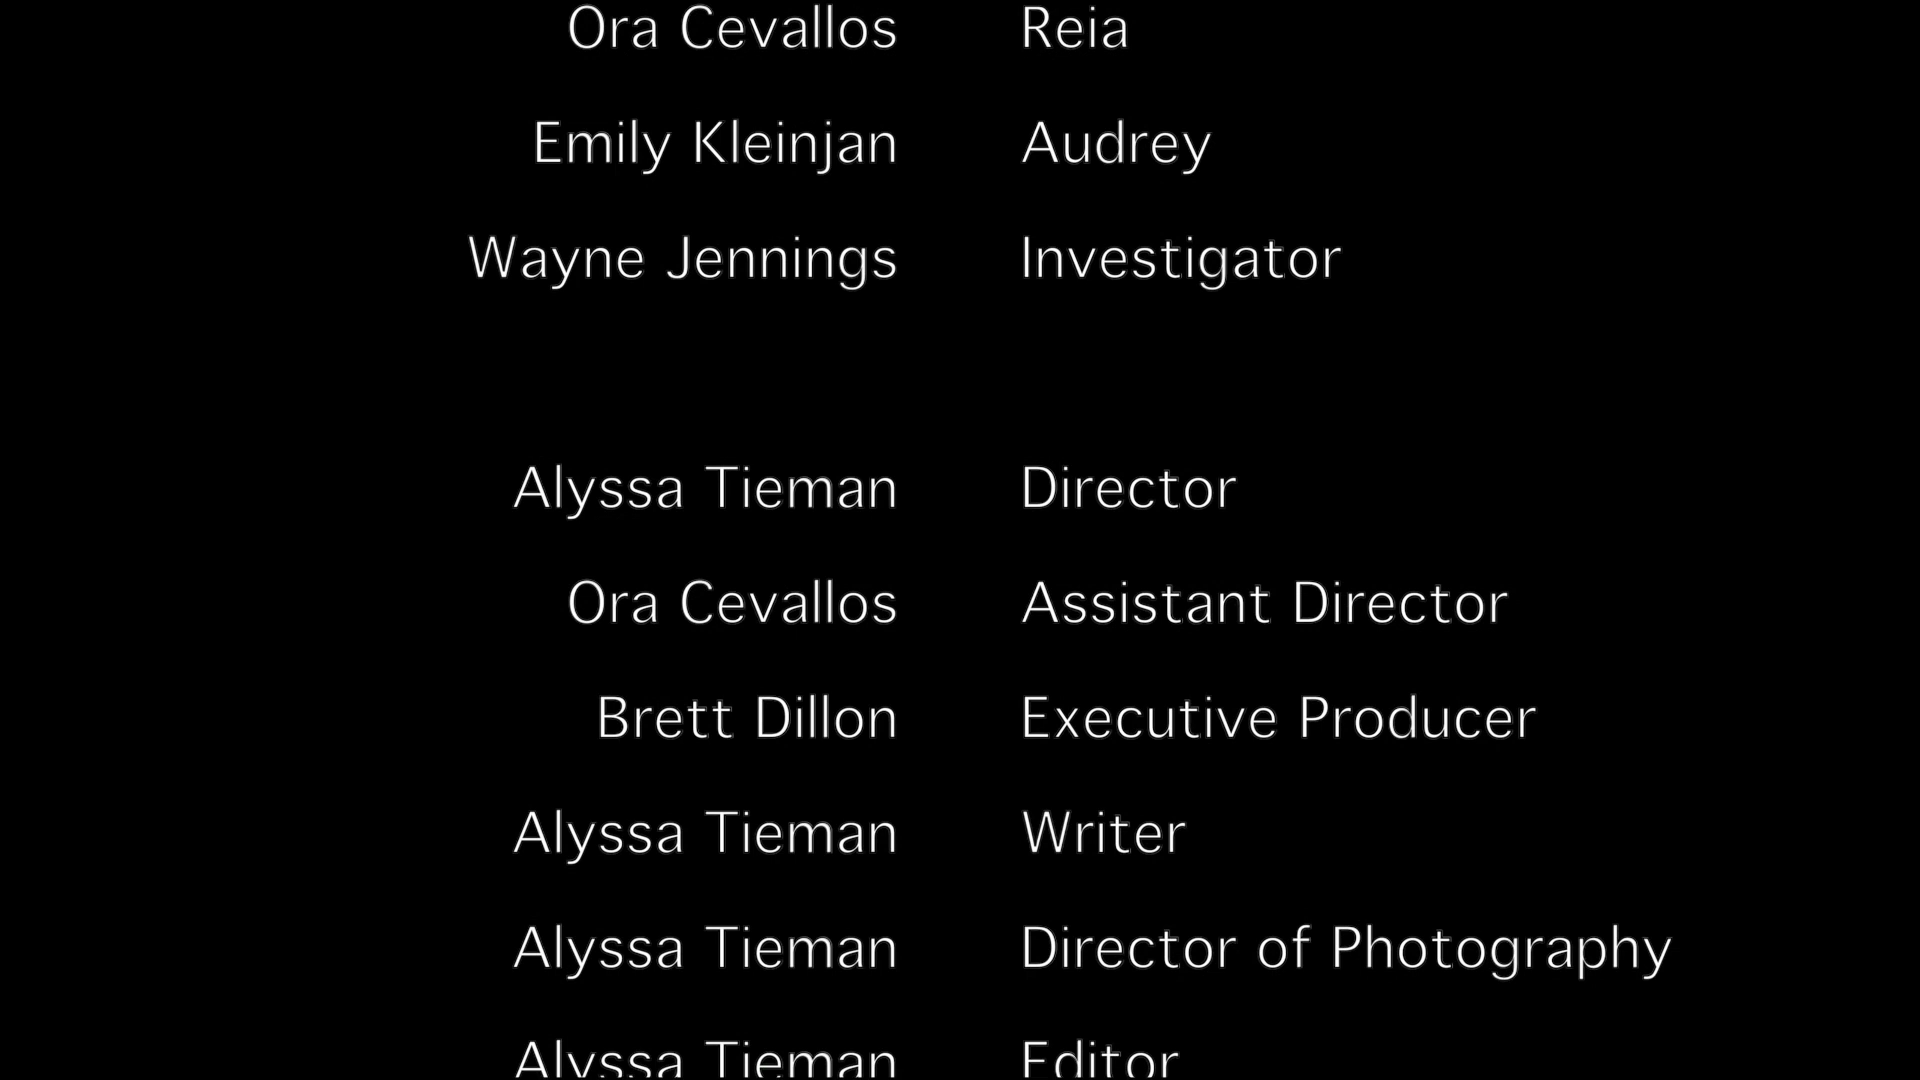 Ora Cevallos Reia
Emily Kleinjan Audrey
Wayne Jennings Investigator
Alyssa Tieman Director
Ora Cevallos Assistant Director
Brett Dillon Executive Producer
Alyssa Tieman Writer
Alyssa Tieman Director of Photography
Alyssa Tieman Editor